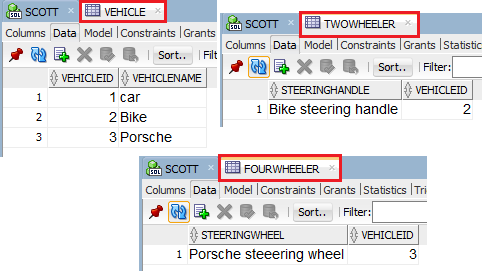 SCOTT VEHICLE
Columns Data Model Constraints Gr
Sort.. Filt
VEHICLEID VEHICLENAME
1 1 car
2 2 Bike
3 3 Porsche
SCOTT TWOWHEELER
Columns Data Model Constraints Grants Statistics
Sort.. Filter:
STEERINGHANDLE VEHICLEID
1 Bike steering handle 2
SCOTT FOURWHEELER
Columns Data Model Constraints Grants Statistics Tri
Sort.. Filter:
STEERINGWHEEL VEHICLEID
1 Porsche steeering wheel 3